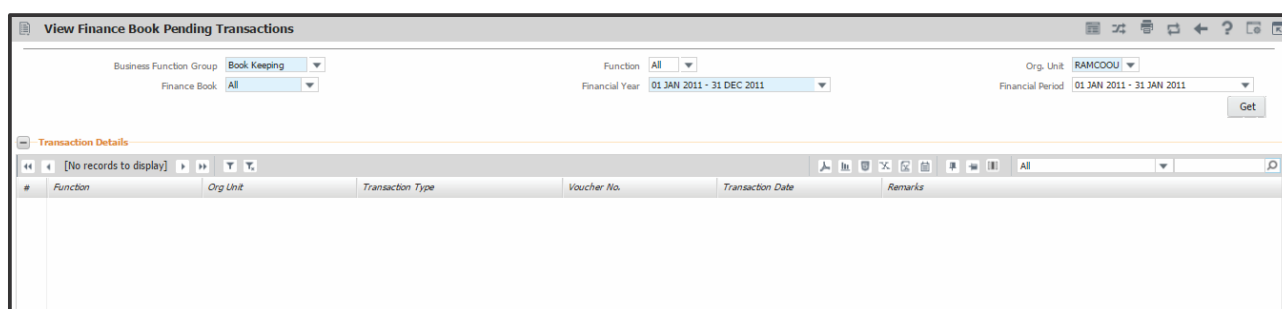 View Finance Book Pending Transactions
Business Function Group Book Keeping Function All Org. Unit RAMCOOU
Finance Book All Financial Year 01 JAN 2011 - 31 DEC 2011 Financial Period 01 JAN 2011 - 31 JAN 2011
Get
Transaction Details
[No records to display] All
# Function Org Unit Transaction Type Voucher No. Transaction Date Remarks